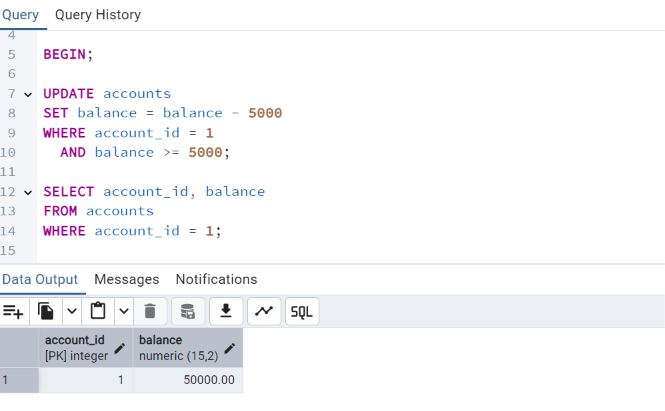 Query Query History
4
5 BEGIN;
6
7 UPDATE accounts
8 SET balance = balance - 5000
9 WHERE account_id = 1
10 AND balance >= 5000;
11
12 SELECT account_id, balance
13 FROM accounts
14 WHERE account_id = 1;
15
Data Output Messages Notifications
SQL
account_id balance
[PK] integer numeric (15,2)
1 1 50000.00